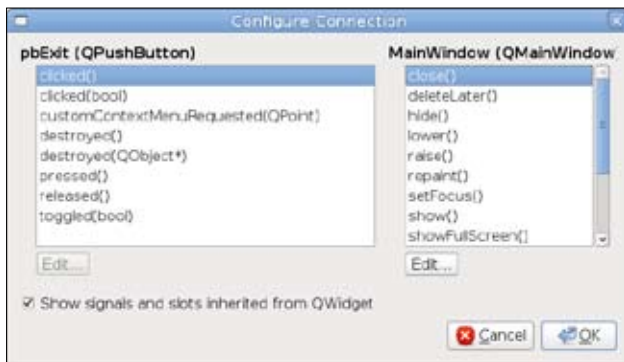 Configure Connection
pbExit (QPushButton)
clicked()
clicked(bool)
customContextMenuRequested(QPoint)
destroyed()
destroyed(QObject*)
pressed()
released()
toggled(bool)
Edit...
MainWindow (QMainWindow)
close()
deleteLater()
hide()
lower()
raise()
repaint()
setFocus()
show()
showFullScreen()
Edit...
Show signals and slots inherited from QWidget
Cancel
OK